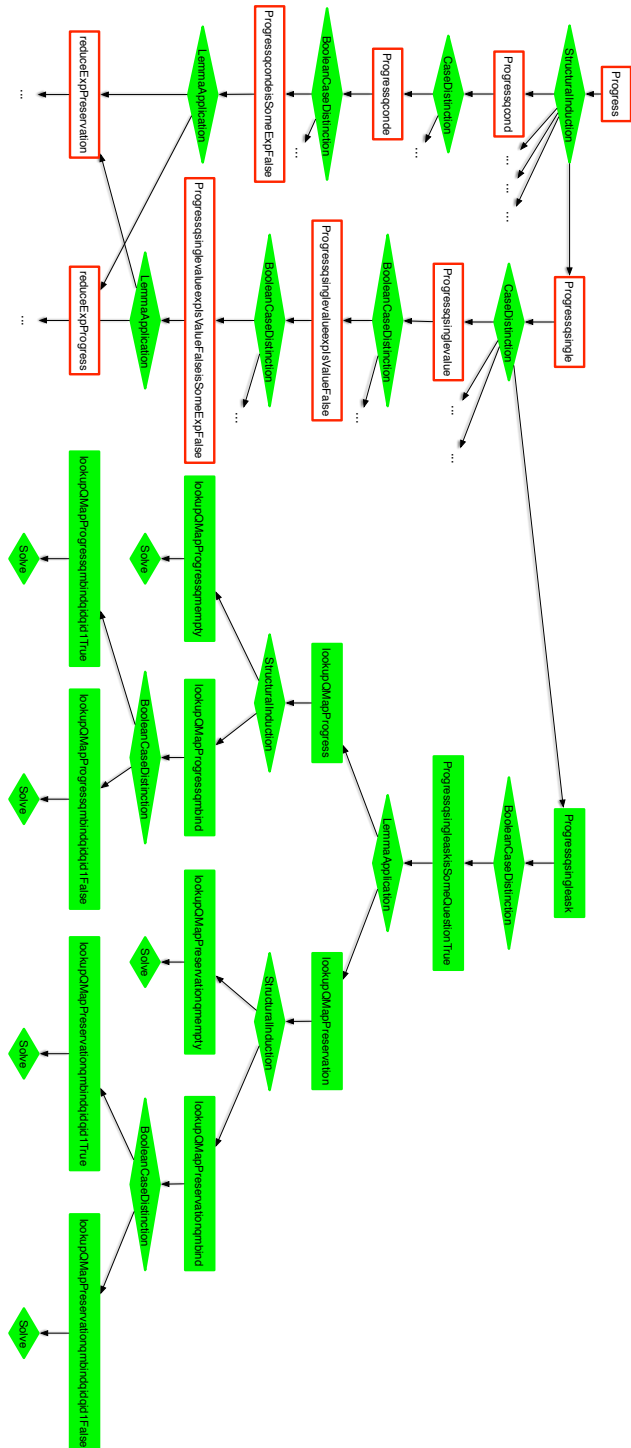 Progress
StructuralInduction
Progressqsingle
Progressqsingleask
Progressqcond
...
...
...
CaseDistinction
BooleanCaseDistinction
CaseDistinction
Progressqsinglevalue
...
...
ProgressqsingleaskisSomeQuestionTrue
Progressqconde
...
BooleanCaseDistinction
LemmaApplication
BooleanCaseDistinction
ProgressqsinglevalueexpIsValueFalse
...
lookupQMapProgress
lookupQMapPreservation
ProgressqcondeisSomeExpFalse
...
BooleanCaseDistinction
StructuralInduction
StructuralInduction
LemmaApplication
ProgressqsinglevalueexpIsValueFalseisSomeExpFalse
...
lookupQMapProgressqmempty
lookupQMapProgressqmbind
lookupQMapPreservationqmempty
lookupQMapPreservationqmbind
LemmaApplication
Solve
BooleanCaseDistinction
Solve
BooleanCaseDistinction
reduceExpPreservation
reduceExpProgress
lookupQMapProgressqmbindqidqid1True
lookupQMapProgressqmbindqidqid1False
lookupQMapPreservationqmbindqidqid1True
lookupQMapPreservationqmbindqidqid1False
...
...
Solve
Solve
Solve
Solve